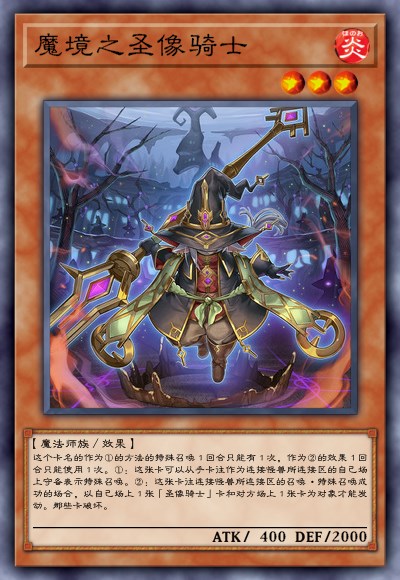 魔境之圣像骑士
ほのお
炎
【魔法师族／效果】
这个卡名的作为①的方法的特殊召唤1回合只能有1次，作为②的效果1
回合只能使用1次。①：这张卡可以从手卡往作为连接怪兽所连接区的自己场
上守备表示特殊召唤。②：这张卡往连接怪兽所连接区的召唤·特殊召唤成
功的场合，以自己场上1张「圣像骑士」卡和对方场上1张卡为对象才能发
动。那些卡破坏。
ATK/ 400 DEF/2000